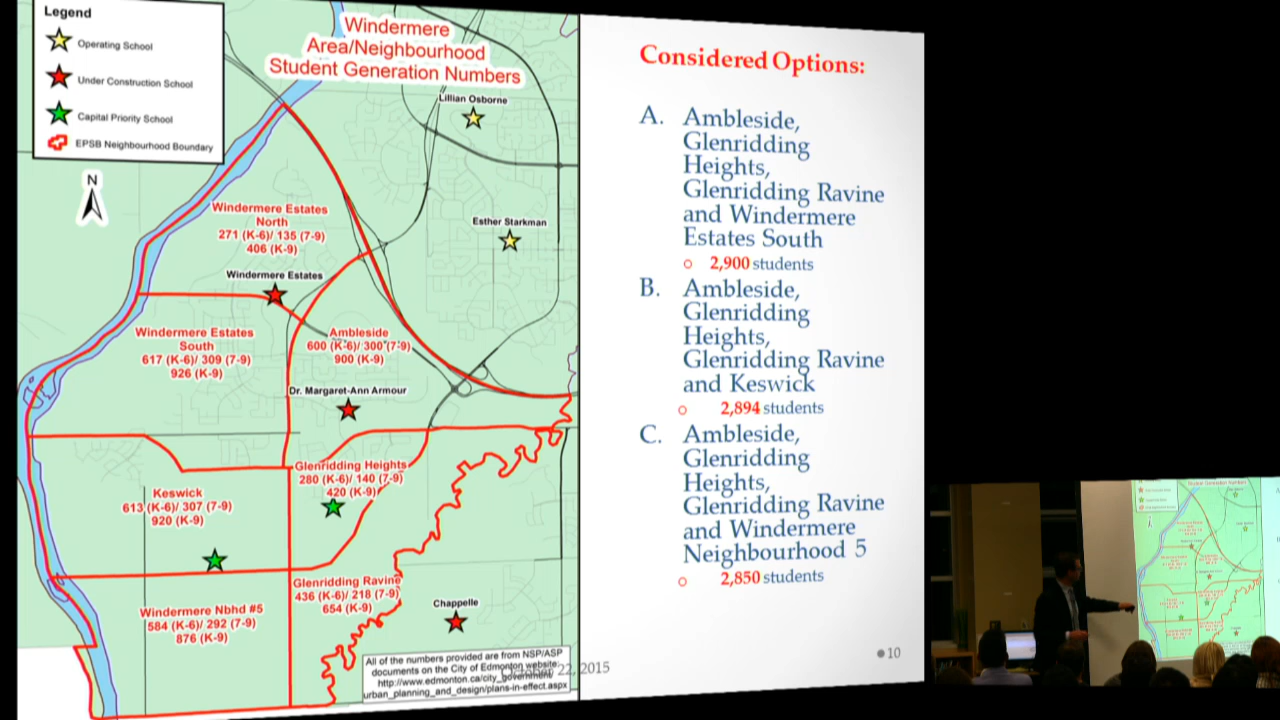 Legend
Operating School
Under Construction School
Capital Priority School
EPSB Neighbourhood Boundary
N
Windermere
Area/Neighbourhood
Student Generation Numbers
Lillian Osborne
Esther Starkman
Windermere Estates
North
271 (K-6)/ 135 (7-9)
406 (K-9)
Windermere Estates
Windermere Estates
South
617 (K-6)/ 309 (7-9)
926 (K-9)
Ambleside
600 (K-6)/ 300 (7-9)
900 (K-9)
Dr. Margaret-Ann Armour
Glenridding Heights
280 (K-6)/ 140 (7-9)
420 (K-9)
Keswick
613 (K-6)/ 307 (7-9)
920 (K-9)
Glenridding Ravine
436 (K-6)/ 218 (7-9)
654 (K-9)
Windermere Nbhd #5
584 (K-6)/ 292 (7-9)
876 (K-9)
Chappelle
All of the numbers provided are from NSP/ASP
documents on the City of Edmonton website:
http://www.edmonton.ca/city_government/
urban_planning_and_design/plans-in-effect.aspx
22, 2015
Considered Options:
A. Ambleside,
Glenridding
Heights,
Glenridding Ravine
and Windermere
Estates South
o 2,900 students
B. Ambleside,
Glenridding
Heights,
Glenridding Ravine
and Keswick
o 2,894 students
C. Ambleside,
Glenridding
Heights,
Glenridding Ravine
and Windermere
Neighbourhood 5
o 2,850 students
•10
Student Generation Numbers